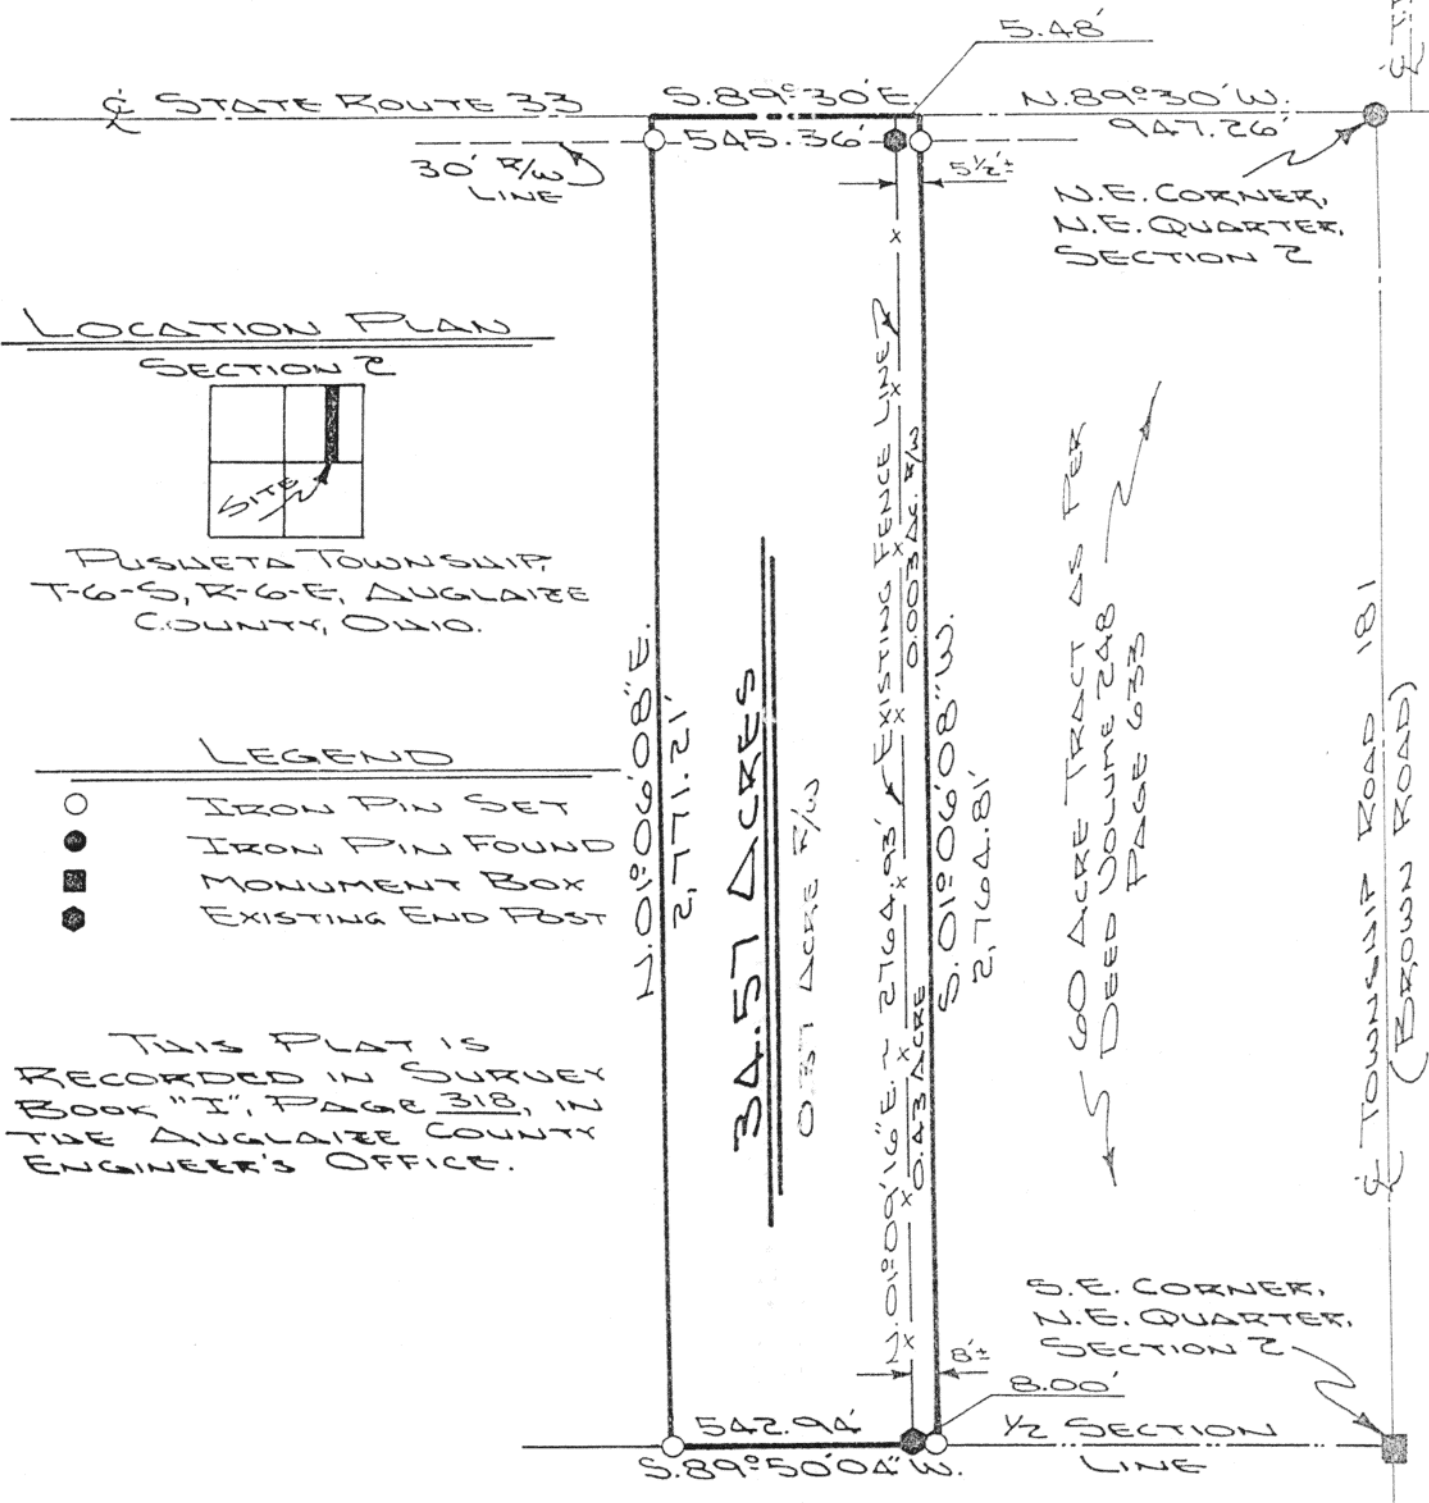 5.48'
℄ STATE ROUTE 33
S.89°30'E.
N.89°30'W.
545.36'
947.26'
30' R/W
LINE
5½'±
N.E. CORNER,
N.E. QUARTER,
SECTION 2
LOCATION PLAN
SECTION 2
SITE
PUSHETA TOWNSHIP,
T-6-S, R-6-E, AUGLAIZE
COUNTY, OHIO.
LEGEND
IRON PIN SET
IRON PIN FOUND
MONUMENT BOX
EXISTING END POST
THIS PLAT IS
RECORDED IN SURVEY
BOOK "I", PAGE 318, IN
THE AUGLAIZE COUNTY
ENGINEER'S OFFICE.
N.01°06'08"E.
2,771.21'
34.57 ACRES
0.37 ACRE R/W
N.01°09'16"E. ~ 2764.93'
EXISTING FENCE LINE
0.003 AC. R/W
0.43 ACRE
S.01°06'08"W.
2,764.81'
60 ACRE TRACT AS PER
DEED VOLUME 248
PAGE 633
℄ TOWNSHIP ROAD 181
(BROWN ROAD)
S.E. CORNER,
N.E. QUARTER,
SECTION 2
8'±
8.00'
542.94'
S.89°50'04"W.
½ SECTION
LINE